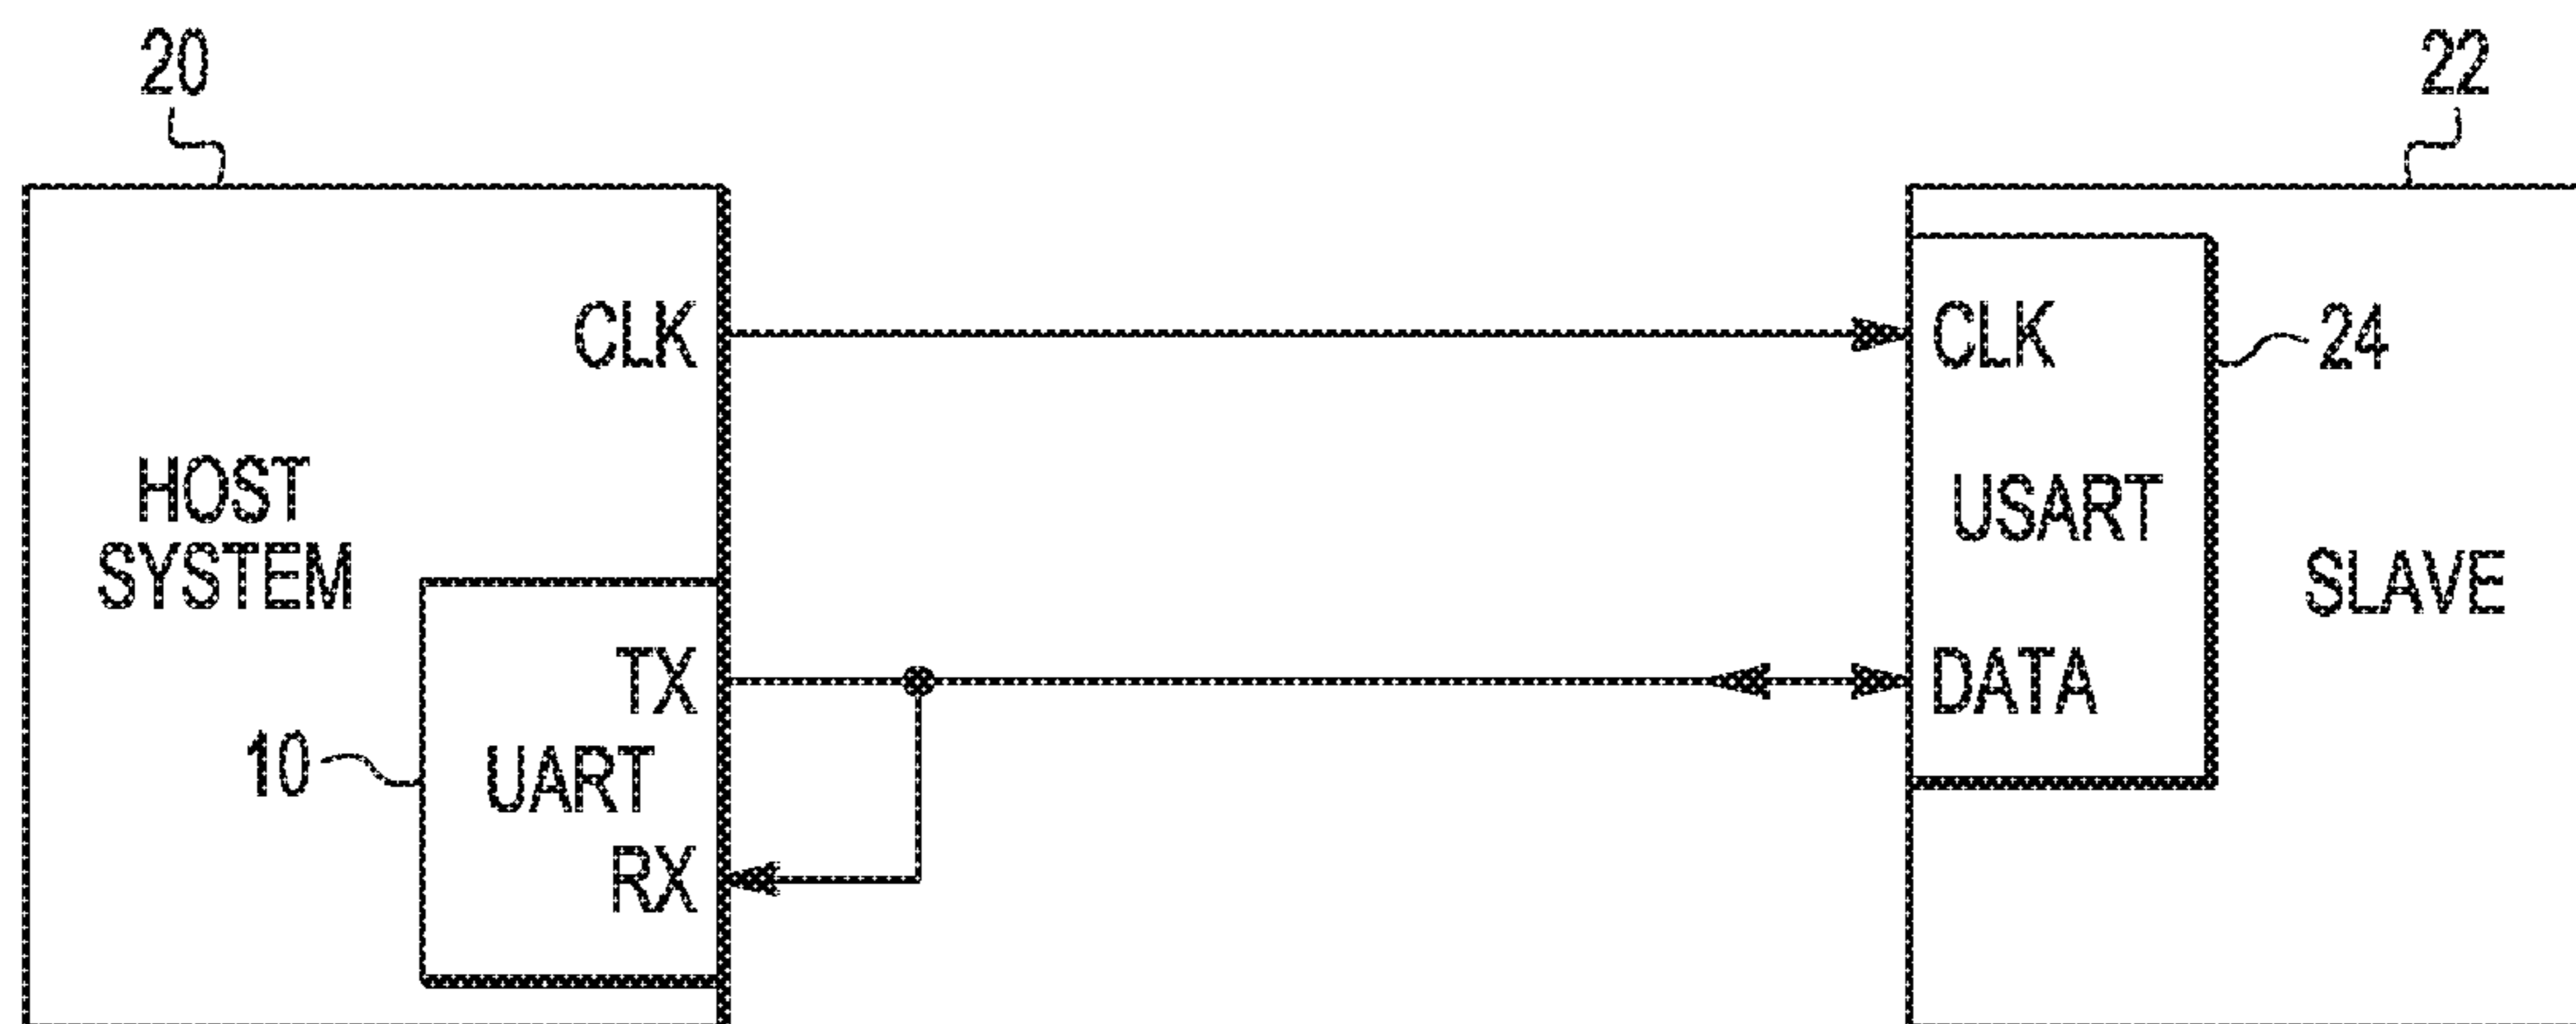 20
22
CLK
CLK
24
HOST
SYSTEM
USART
SLAVE
TX
DATA
10
UART
RX